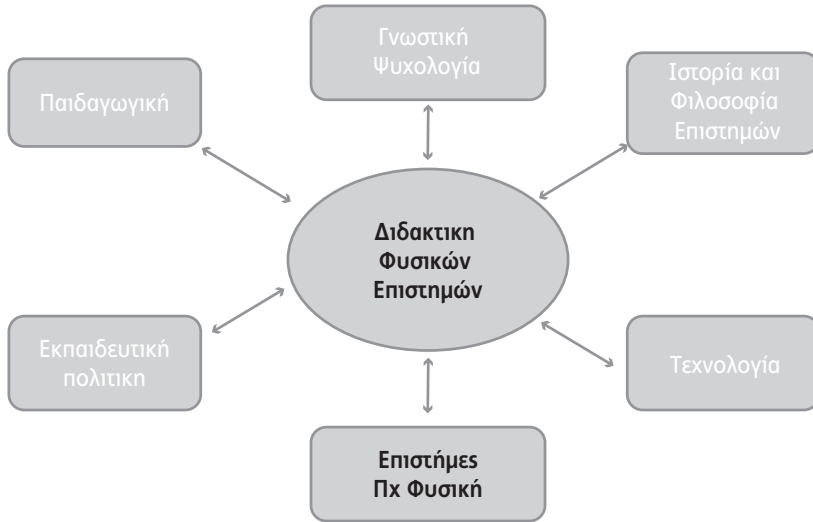 Γνωστική
Ψυχολογία
Παιδαγωγική
Ιστορία και
Φιλοσοφία
Επιστημών
Διδακτικη
Φυσικών
Επιστημών
Εκπαιδευτική
πολιτικη
Τεχνολογία
Επιστήμες
Πχ Φυσική